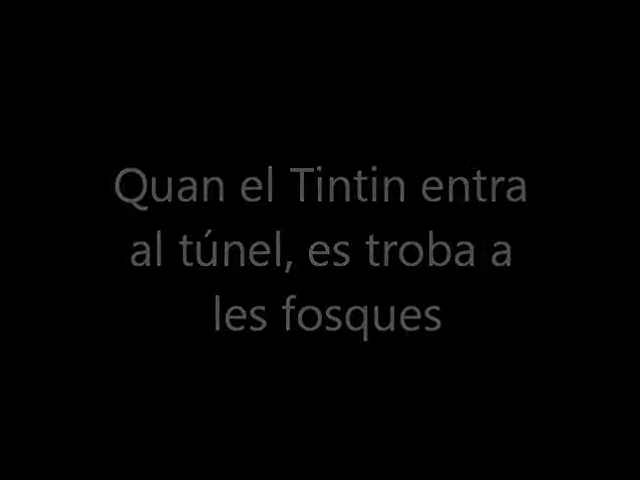 Quan el Tintin entra
al túnel, es troba a
les fosques